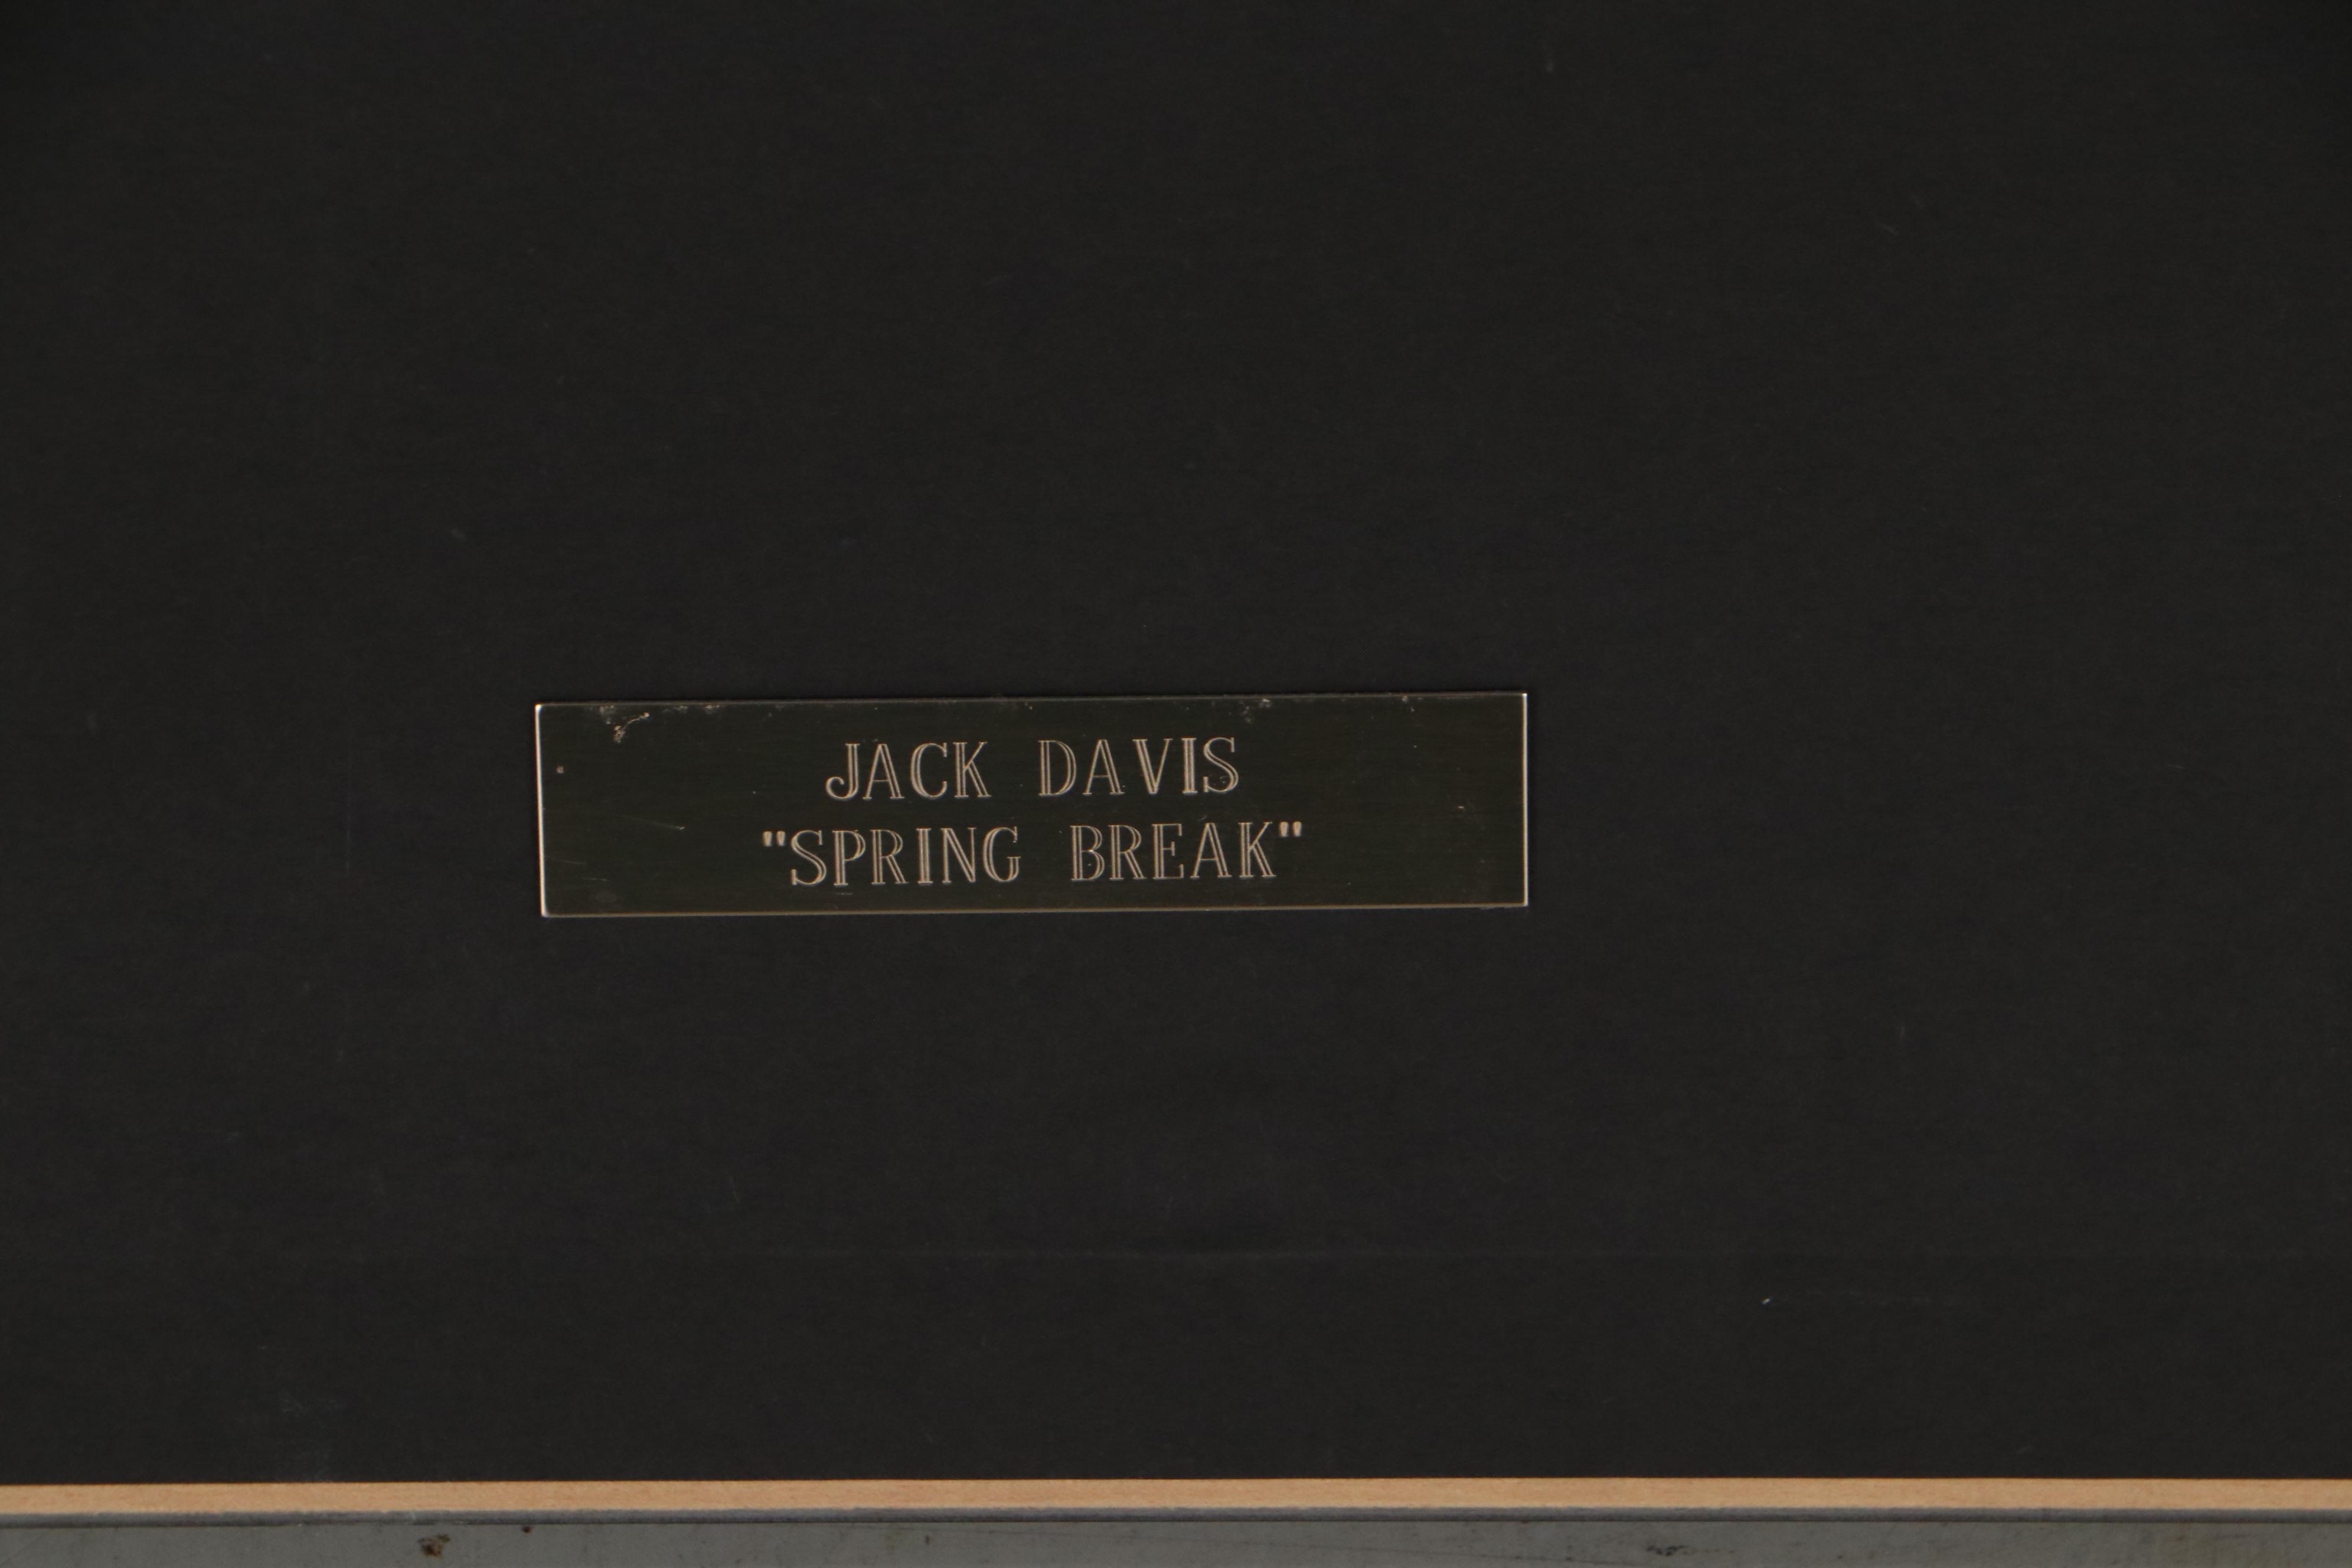 JACK DAVIS
"SPRING BREAK"